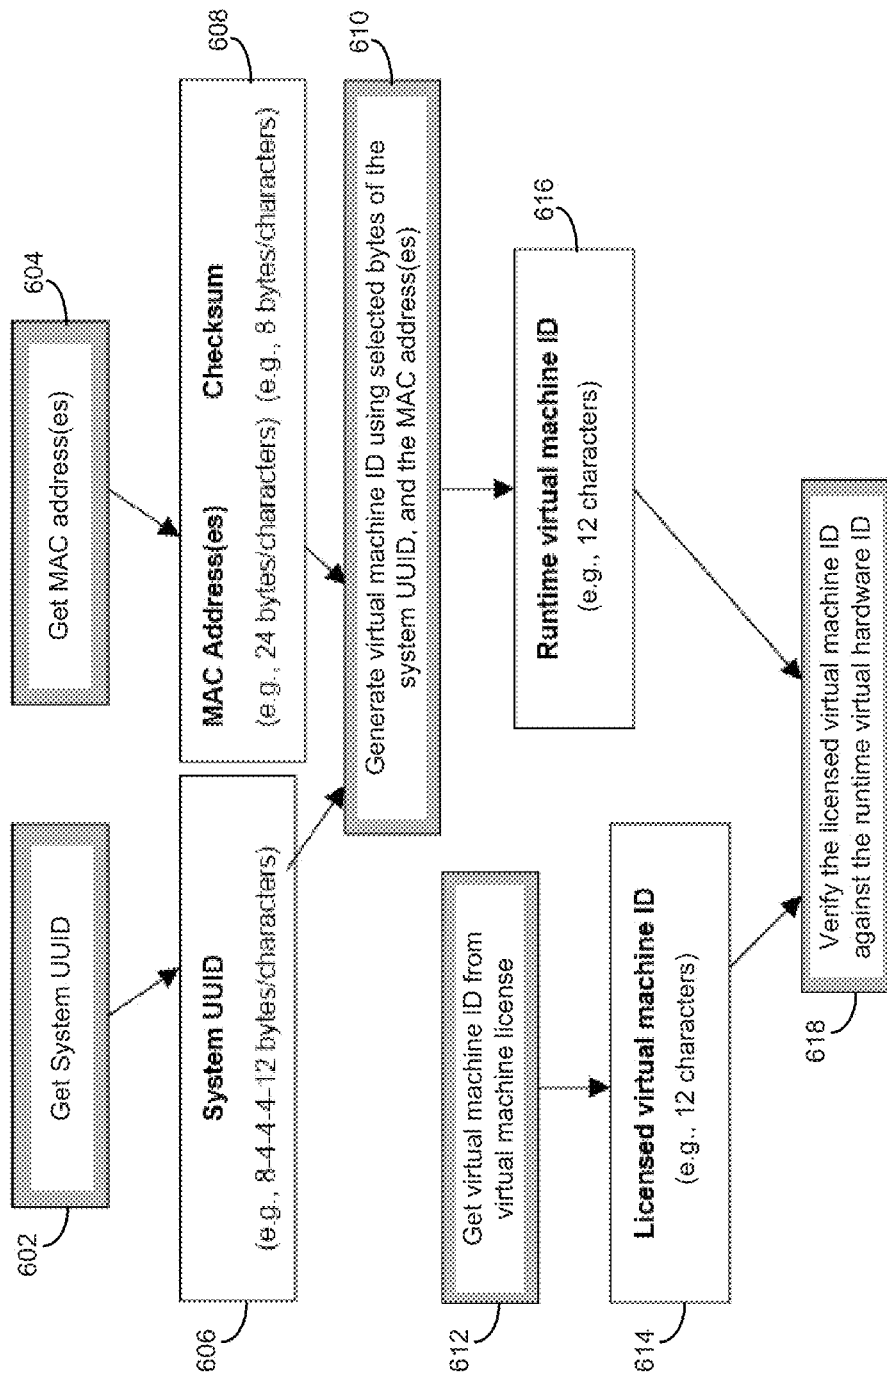 602
Get System UUID
604
Get MAC address(es)
606
System UUID
(e.g., 8-4-4-4-12 bytes/characters)
608
MAC Address(es) Checksum
(e.g., 24 bytes/characters) (e.g., 8 bytes/characters)
610
Generate virtual machine ID using selected bytes of the
system UUID, and the MAC address(es)
612
Get virtual machine ID from
virtual machine license
616
Runtime virtual machine ID
(e.g., 12 characters)
614
Licensed virtual machine ID
(e.g., 12 characters)
618
Verify the licensed virtual machine ID
against the runtime virtual hardware ID